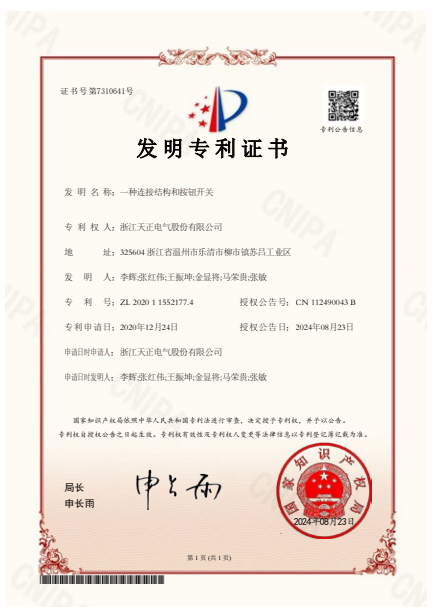 证书号第7310641号
专利公告信息
发明专利证书
发明名称：一种连接结构和按钮开关
专利权人：浙江天正电气股份有限公司
地址：325604 浙江省温州市乐清市柳市镇苏吕工业区
发明人：李辉;张红伟;王振坤;金显将;马荣贵;张敏
专利号：ZL 2020 1 1552177.4 授权公告号：CN 112490043 B
专利申请日：2020年12月24日 授权公告日：2024年08月23日
申请日时申请人：浙江天正电气股份有限公司
申请日时发明人：李辉;张红伟;王振坤;金显将;马荣贵;张敏
国家知识产权局依照中华人民共和国专利法进行审查，决定授予专利权，并予以公告。
专利权自授权公告之日起生效。专利权有效性及专利权人变更等法律信息以专利登记簿记载为准。
局长
申长雨
申长雨
国家知识产权局
2024年08月23日
第 1 页 (共 1 页)
CNIPA
CNIPA
CNIPA
CNIPA